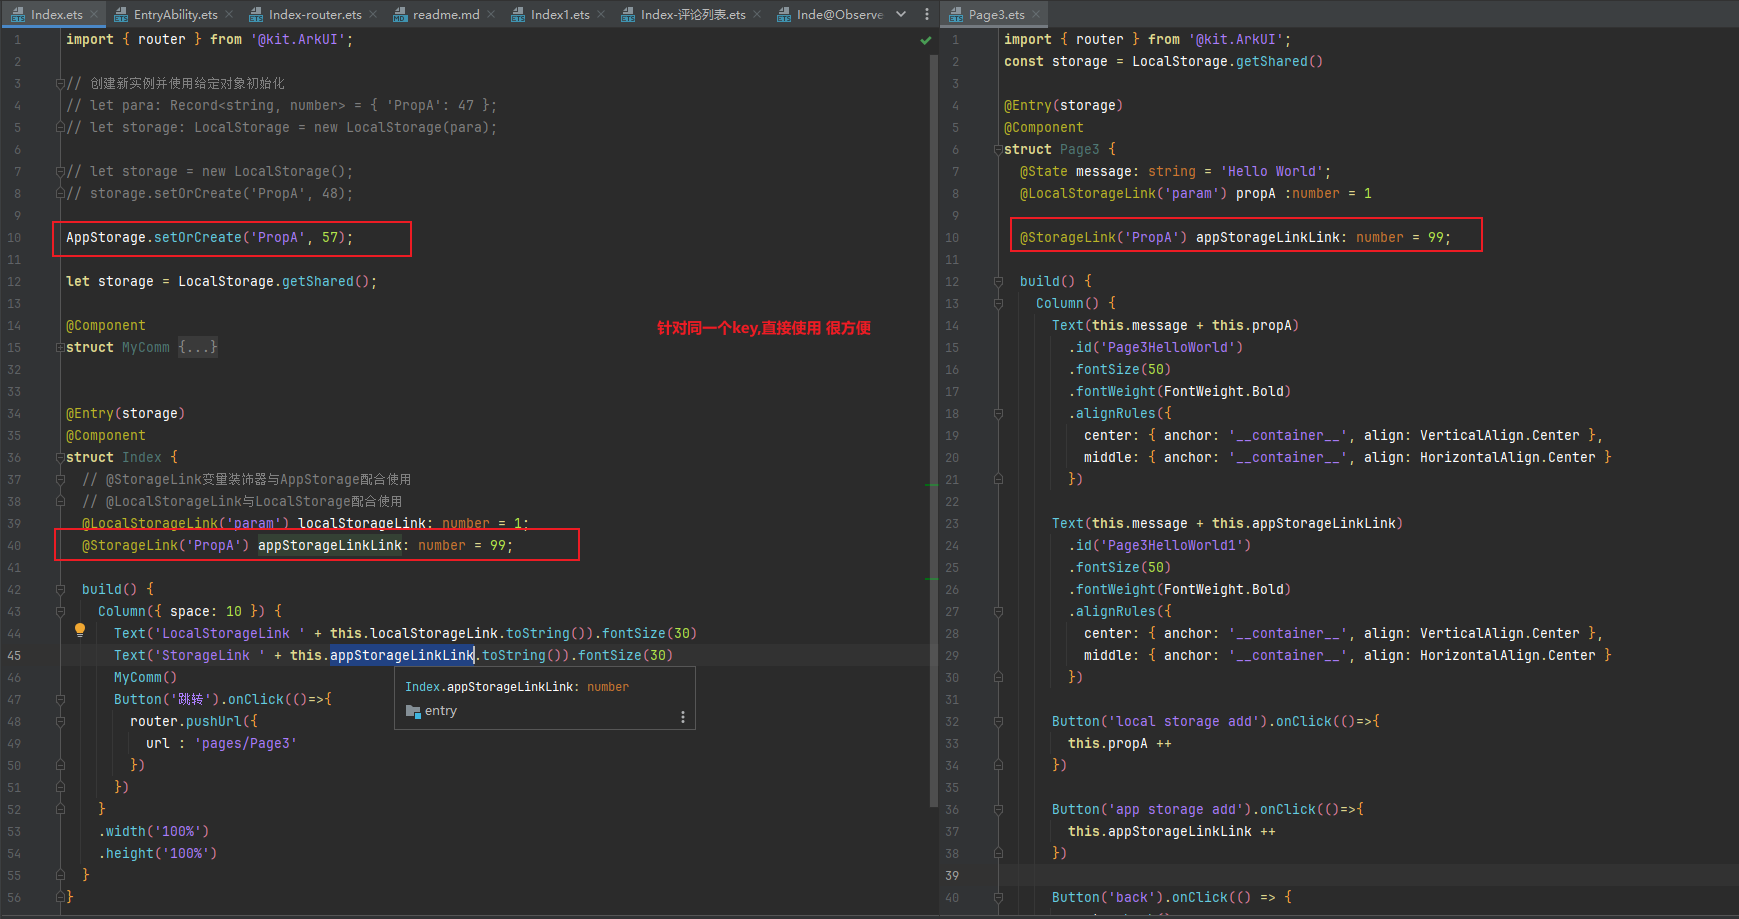 Index.ets
EntryAbility.ets
Index-router.ets
readme.md
Index1.ets
Index-评论列表.ets
Inde@Observe
1 import { router } from '@kit.ArkUI';
2
3 // 创建新实例并使用给定对象初始化
4 // let para: Record<string, number> = { 'PropA': 47 };
5 // let storage: LocalStorage = new LocalStorage(para);
6
7 // let storage = new LocalStorage();
8 // storage.setOrCreate('PropA', 48);
9
10 AppStorage.setOrCreate('PropA', 57);
11
12 let storage = LocalStorage.getShared();
13
14 @Component
15 struct MyComm {...}
32
33
34 @Entry(storage)
35 @Component
36 struct Index {
37 // @StorageLink变量装饰器与AppStorage配合使用
38 // @LocalStorageLink与LocalStorage配合使用
39 @LocalStorageLink('param') localStorageLink: number = 1;
40 @StorageLink('PropA') appStorageLinkLink: number = 99;
41
42 build() {
43 Column({ space: 10 }) {
44 Text('LocalStorageLink ' + this.localStorageLink.toString()).fontSize(30)
45 Text('StorageLink ' + this.appStorageLinkLink.toString()).fontSize(30)
46 MyComm()
47 Button('跳转').onClick(()=>{
48 router.pushUrl({
49 url : 'pages/Page3'
50 })
51 })
52 }
53 .width('100%')
54 .height('100%')
55 }
56 }
Index.appStorageLinkLink: number
entry
针对同一个key,直接使用 很方便
Page3.ets
1 import { router } from '@kit.ArkUI';
2 const storage = LocalStorage.getShared()
3
4 @Entry(storage)
5 @Component
6 struct Page3 {
7 @State message: string = 'Hello World';
8 @LocalStorageLink('param') propA :number = 1
9
10 @StorageLink('PropA') appStorageLinkLink: number = 99;
11
12 build() {
13 Column() {
14 Text(this.message + this.propA)
15 .id('Page3HelloWorld')
16 .fontSize(50)
17 .fontWeight(FontWeight.Bold)
18 .alignRules({
19 center: { anchor: '__container__', align: VerticalAlign.Center },
20 middle: { anchor: '__container__', align: HorizontalAlign.Center }
21 })
22
23 Text(this.message + this.appStorageLinkLink)
24 .id('Page3HelloWorld1')
25 .fontSize(50)
26 .fontWeight(FontWeight.Bold)
27 .alignRules({
28 center: { anchor: '__container__', align: VerticalAlign.Center },
29 middle: { anchor: '__container__', align: HorizontalAlign.Center }
30 })
31
32 Button('local storage add').onClick(()=>{
33 this.propA ++
34 })
35
36 Button('app storage add').onClick(()=>{
37 this.appStorageLinkLink ++
38 })
39
40 Button('back').onClick(() => {